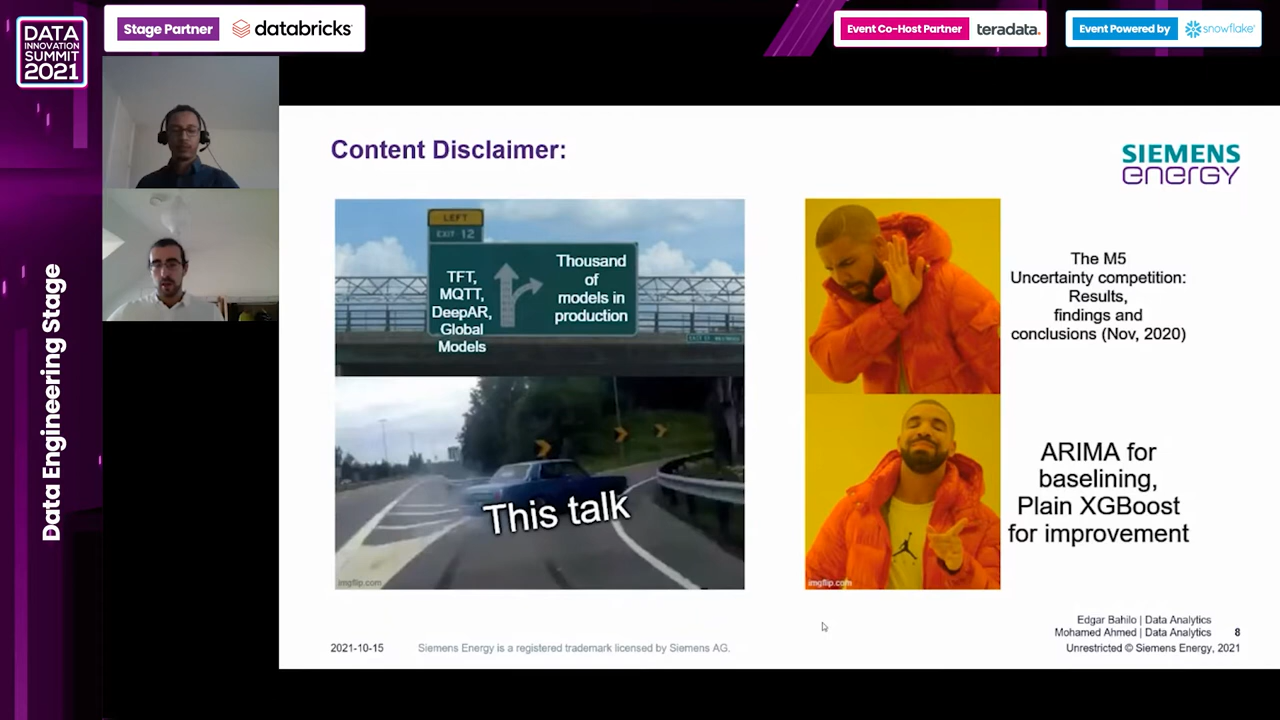 DATA
INNOVATION
SUMMIT
2021
Stage Partner
databricks
Event Co-Host Partner
teradata.
Event Powered by
snowflake
Data Engineering Stage
Content Disclaimer:
SIEMENS
energy
LEFT
EXIT 12
TFT,
MQTT,
DeepAR,
Global
Models
Thousand
of
models in
production
This talk
imgflip.com
The M5
Uncertainty competition:
Results,
findings and
conclusions (Nov, 2020)
ARIMA for
baselining,
Plain XGBoost
for improvement
imgflip.com
2021-10-15
Siemens Energy is a registered trademark licensed by Siemens AG.
Edgar Bahilo | Data Analytics
Mohamed Ahmed | Data Analytics
8
Unrestricted © Siemens Energy, 2021